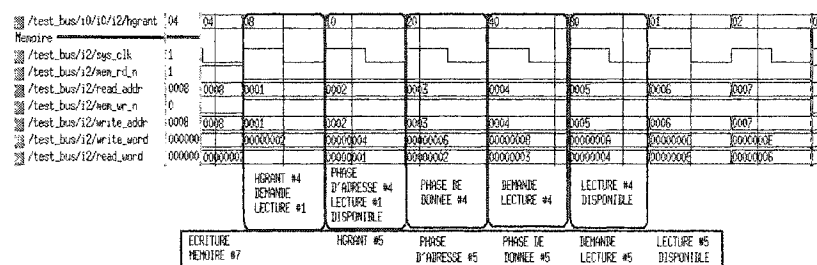 /test_bus/i0/i0/i2/hgrant 04 04 08 10 20 40 80 01 02
Memoire
/test_bus/i2/sys_clk 1
/test_bus/i2/mem_rd_n 1
/test_bus/i2/read_addr 0008 0008 0001 0002 0003 0004 0005 0006 0007
/test_bus/i2/mem_wr_n 0
/test_bus/i2/write_addr 0008 0008 0001 0002 0003 0004 0005 0006 0007
/test_bus/i2/write_word 000000 00000002 00000004 00000006 00000008 0000000A 0000000C 0000000E
/test_bus/i2/read_word 000000 00000001 00000002 00000003 00000004 00000005 00000006
HGRANT #4
DEMANDE
LECTURE #1
PHASE
D'ADRESSE #4
LECTURE #1
DISPONIBLE
PHASE DE
DONNEE #4
DEMANDE
LECTURE #4
LECTURE #4
DISPONIBLE
ECRITURE
MEMOIRE #7
HGRANT #5
PHASE
D'ADRESSE #5
PHASE DE
DONNEE #5
DEMANDE
LECTURE #5
LECTURE #5
DISPONIBLE